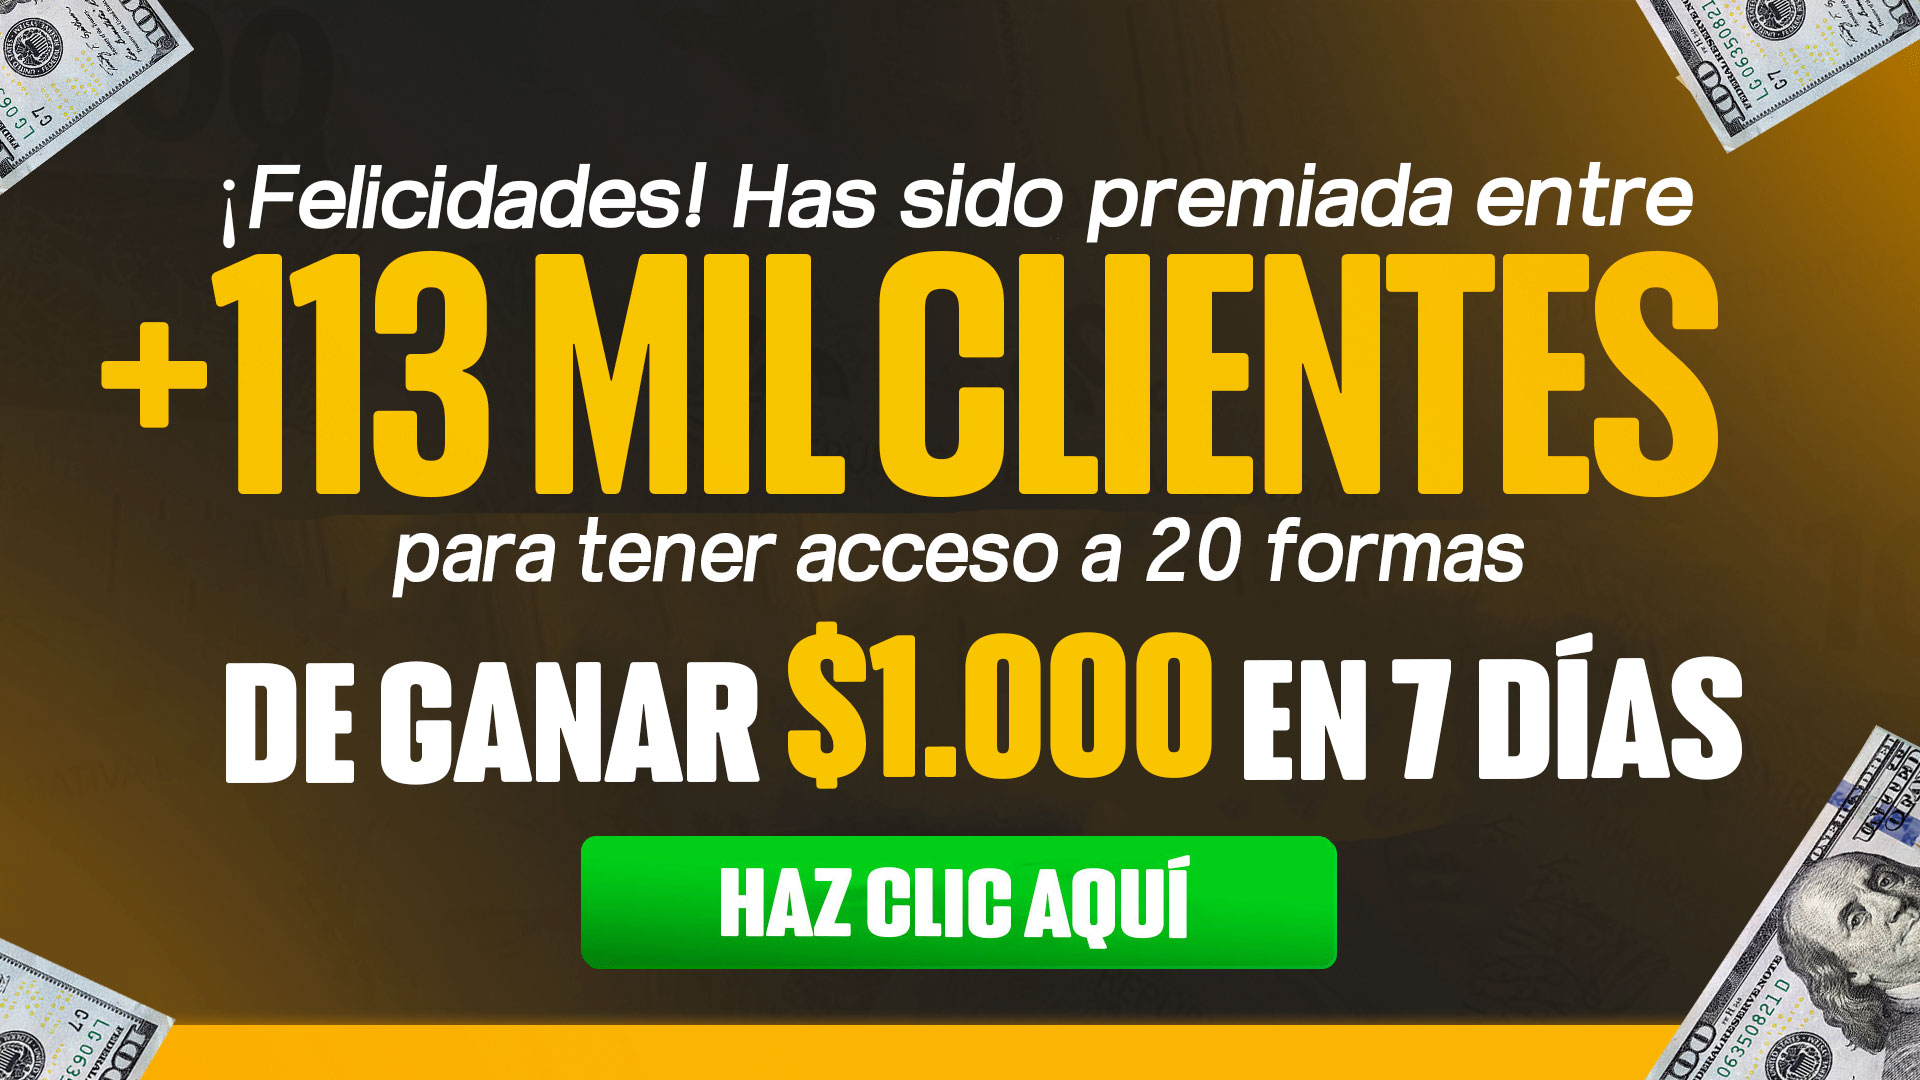 ¡Felicidades! Has sido premiada entre
+113 MIL CLIENTES
para tener acceso a 20 formas
DE GANAR $1.000 EN 7 DÍAS
HAZ CLIC AQUÍ